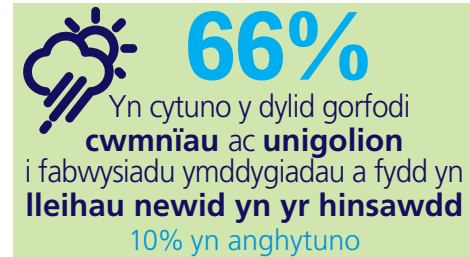 66%
Yn cytuno y dylid gorfodi
cwmnïau ac unigolion
i fabwysiadu ymddygiadau a fydd yn
lleihau newid yn yr hinsawdd
10% yn anghytuno